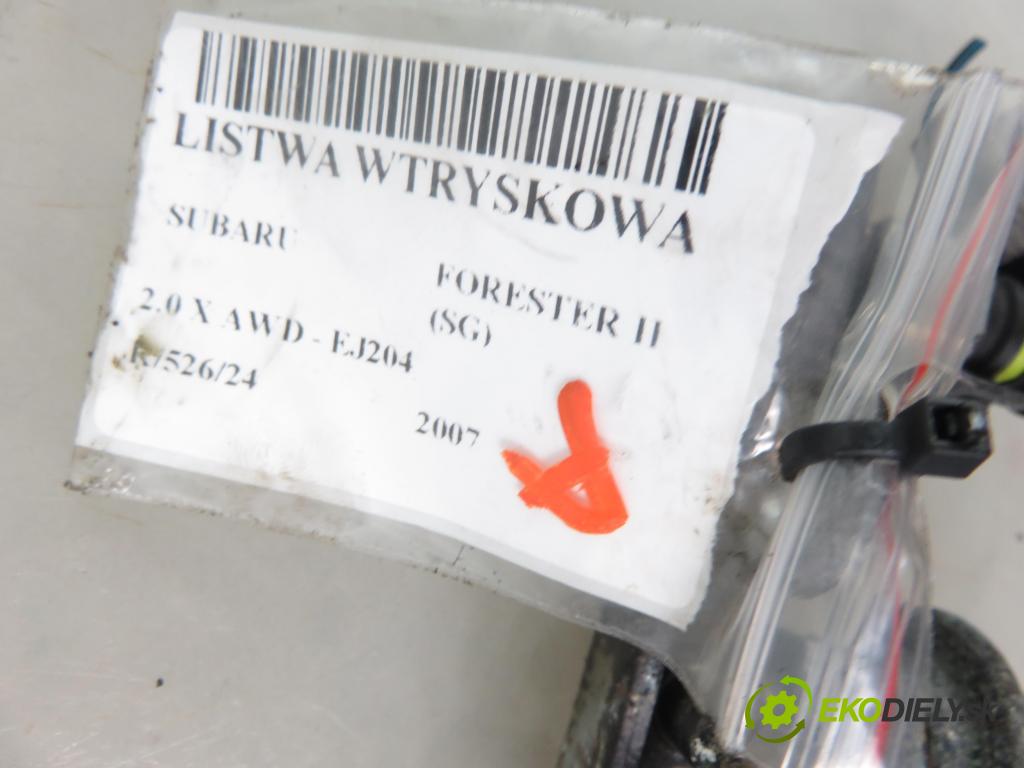 LISTWA WTRYSKOWA
SUBARU
FORESTER II
(SG)
2.0 X AWD - EJ204
K/526/24
2007
EKODIELY.SK